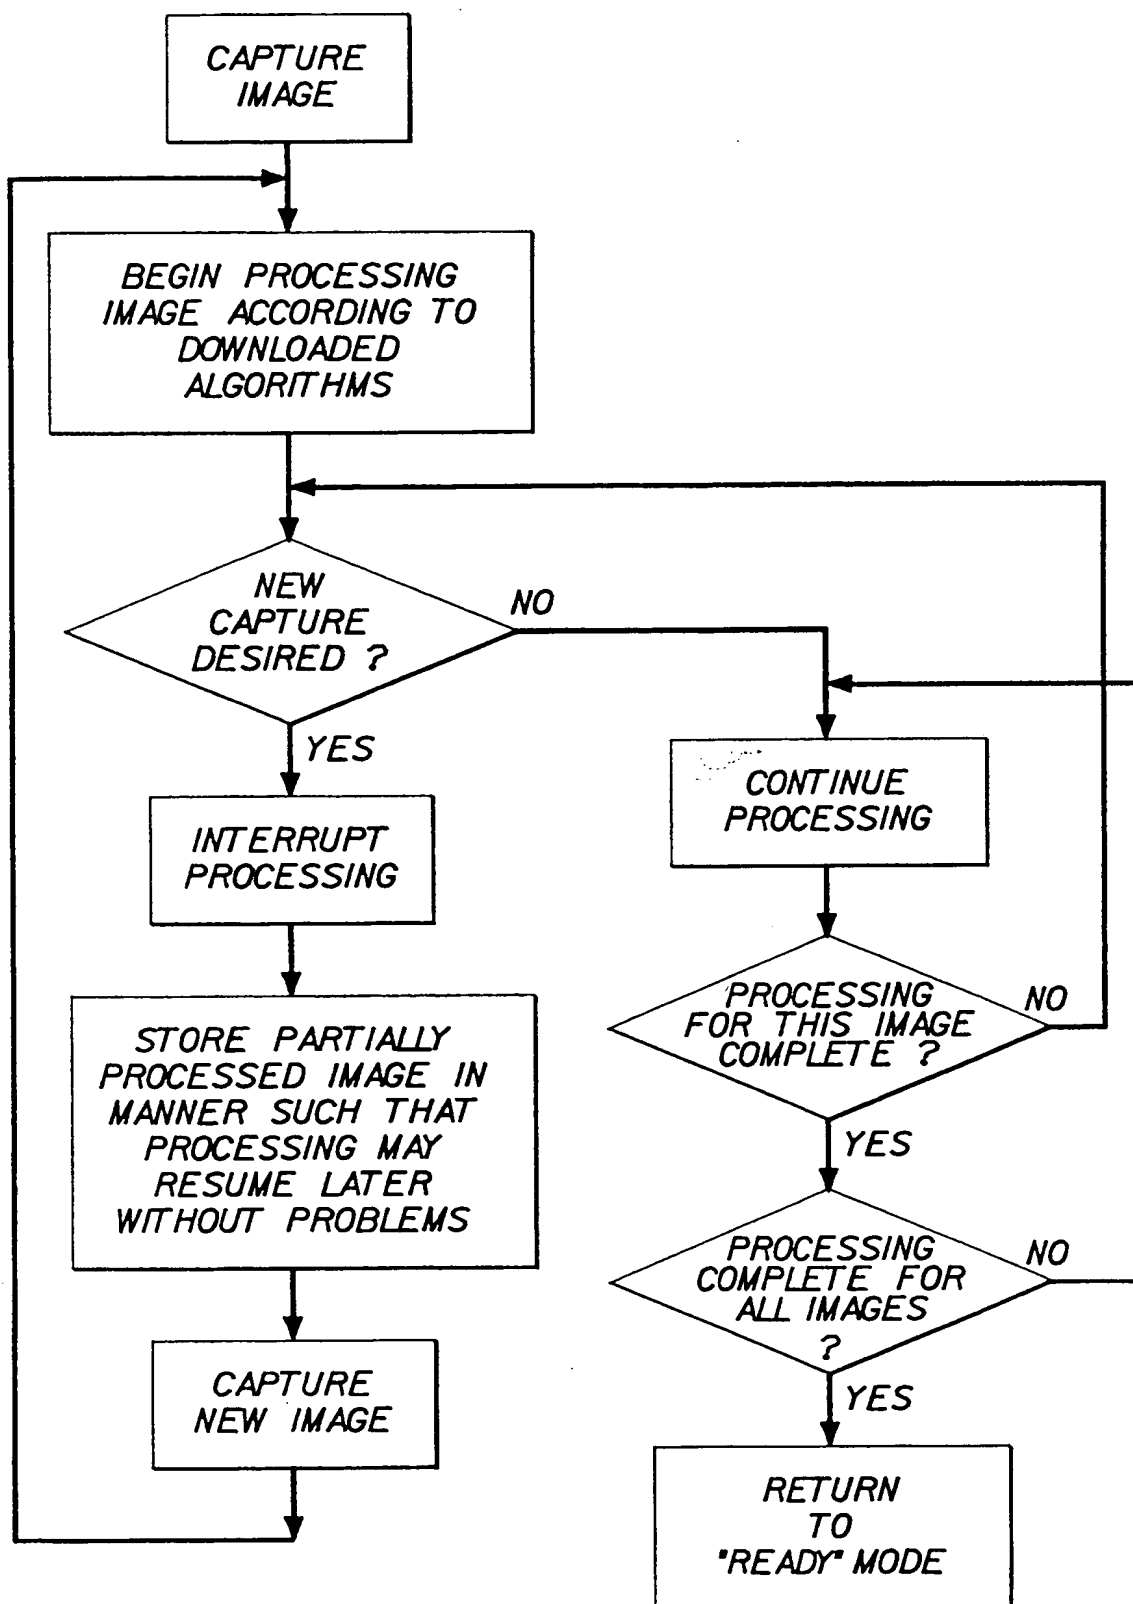 CAPTURE
IMAGE
BEGIN PROCESSING
IMAGE ACCORDING TO
DOWNLOADED
ALGORITHMS
NEW
CAPTURE
DESIRED ?
NO
YES
INTERRUPT
PROCESSING
STORE PARTIALLY
PROCESSED IMAGE IN
MANNER SUCH THAT
PROCESSING MAY
RESUME LATER
WITHOUT PROBLEMS
CAPTURE
NEW IMAGE
CONTINUE
PROCESSING
PROCESSING
FOR THIS IMAGE
COMPLETE ?
NO
YES
PROCESSING
COMPLETE FOR
ALL IMAGES
?
NO
YES
RETURN
TO
"READY" MODE